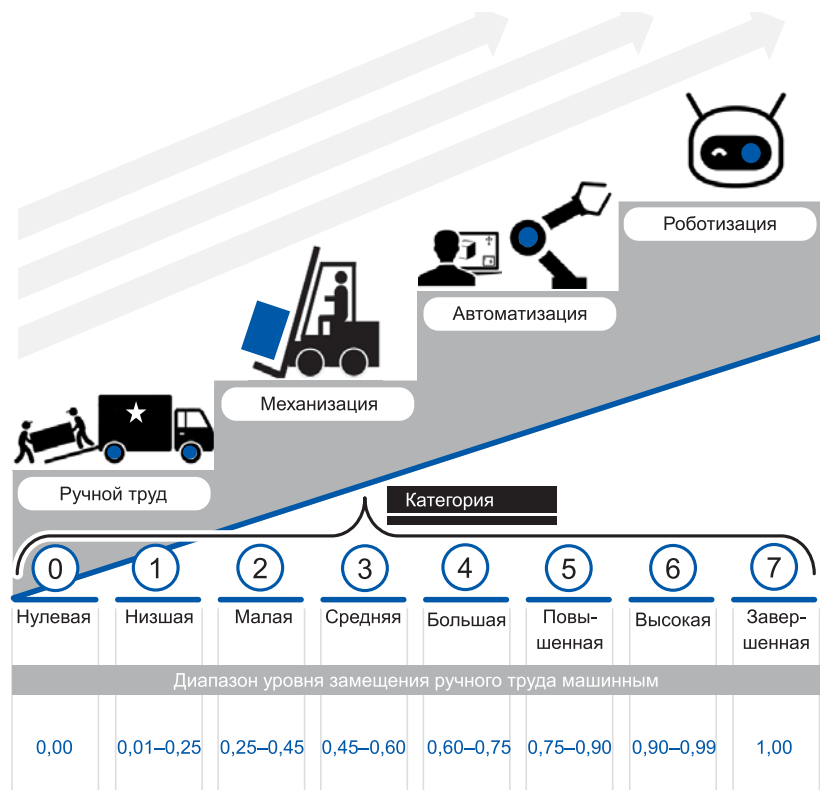 Роботизация
Автоматизация
Механизация
Ручной труд
Категория
0 1 2 3 4 5 6 7
Нулевая Низшая Малая Средняя Большая Повы- Высокая Завер-
шенная шенная
Диапазон уровня замещения ручного труда машинным
0,00 0,01–0,25 0,25–0,45 0,45–0,60 0,60–0,75 0,75–0,90 0,90–0,99 1,00